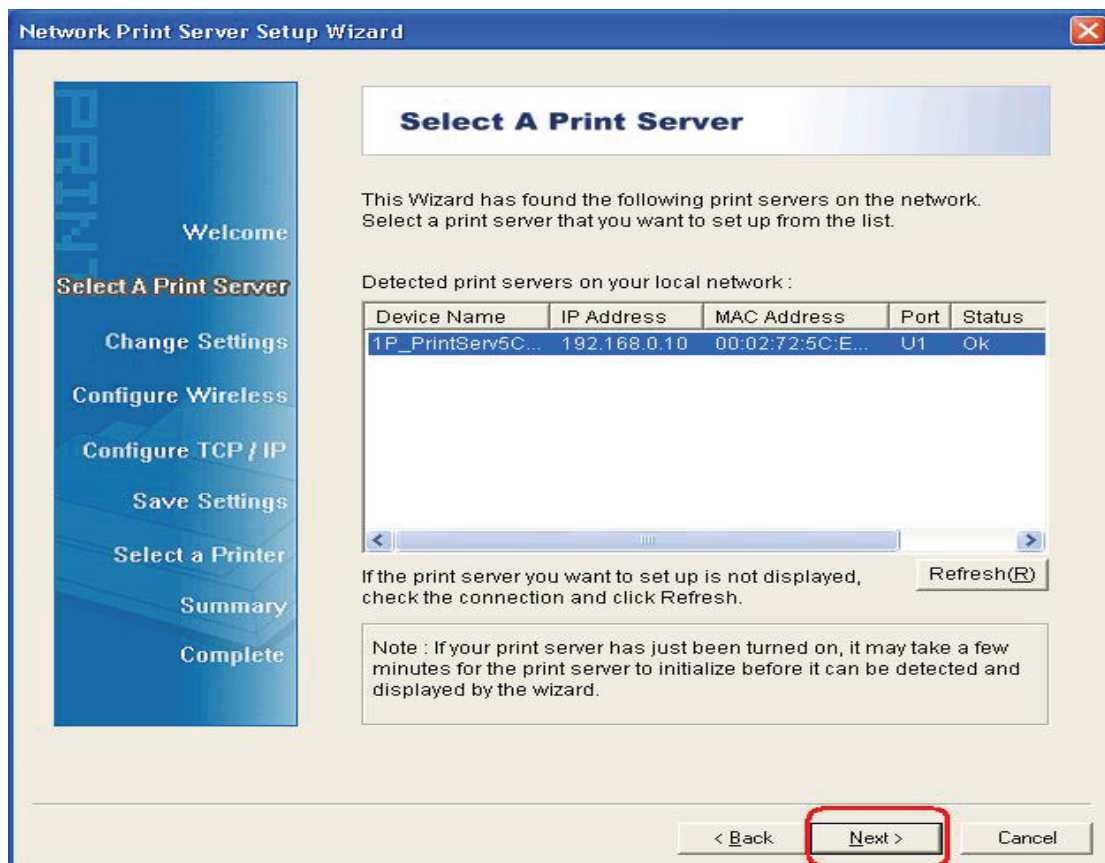 Network Print Server Setup Wizard
PRINT
Welcome
Select A Print Server
Change Settings
Configure Wireless
Configure TCP / IP
Save Settings
Select a Printer
Summary
Complete
Select A Print Server
This Wizard has found the following print servers on the network.
Select a print server that you want to set up from the list.
Detected print servers on your local network :
Device Name IP Address MAC Address Port Status
1P_PrintServ5C... 192.168.0.10 00:02:72:5C:E... U1 Ok
If the print server you want to set up is not displayed,
check the connection and click Refresh.
Refresh(R)
Note : If your print server has just been turned on, it may take a few
minutes for the print server to initialize before it can be detected and
displayed by the wizard.
< Back Next > Cancel